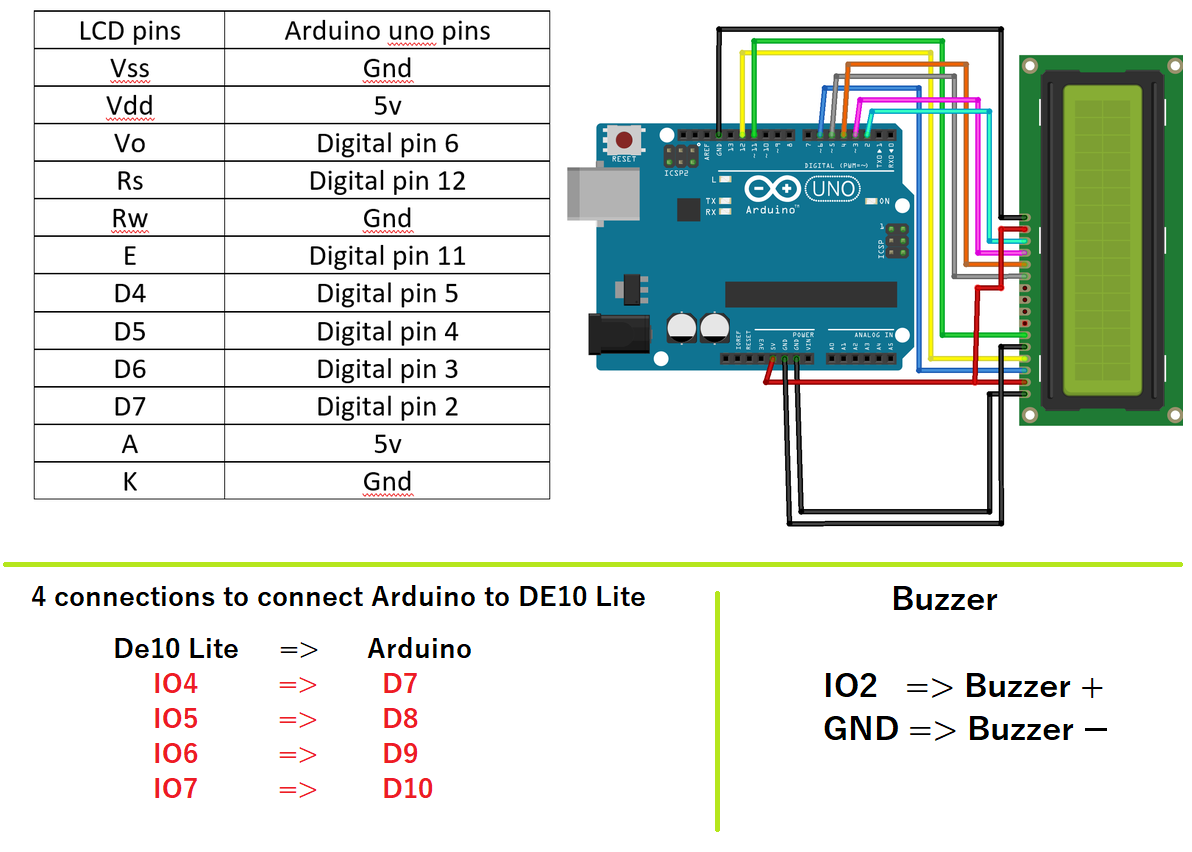 LCD pins Arduino uno pins
Vss Gnd
Vdd 5v
Vo Digital pin 6
Rs Digital pin 12
Rw Gnd
E Digital pin 11
D4 Digital pin 5
D5 Digital pin 4
D6 Digital pin 3
D7 Digital pin 2
A 5v
K Gnd
RESET
ICSP2
AREF
GND
13
12
~11
~10
~9
8
7
~6
~5
4
~3
2
TXD▶1
RXD◀0
DIGITAL (PWM=~)
L
TX
RX
UNO
Arduino™
ON
1
ICSP
IOREF
RESET
3V3
5V
GND
GND
VIN
POWER
ANALOG IN
A0
A1
A2
A3
A4
A5
4 connections to connect Arduino to DE10 Lite
De10 Lite => Arduino
IO4 => D7
IO5 => D8
IO6 => D9
IO7 => D10
Buzzer
IO2 => Buzzer +
GND => Buzzer −